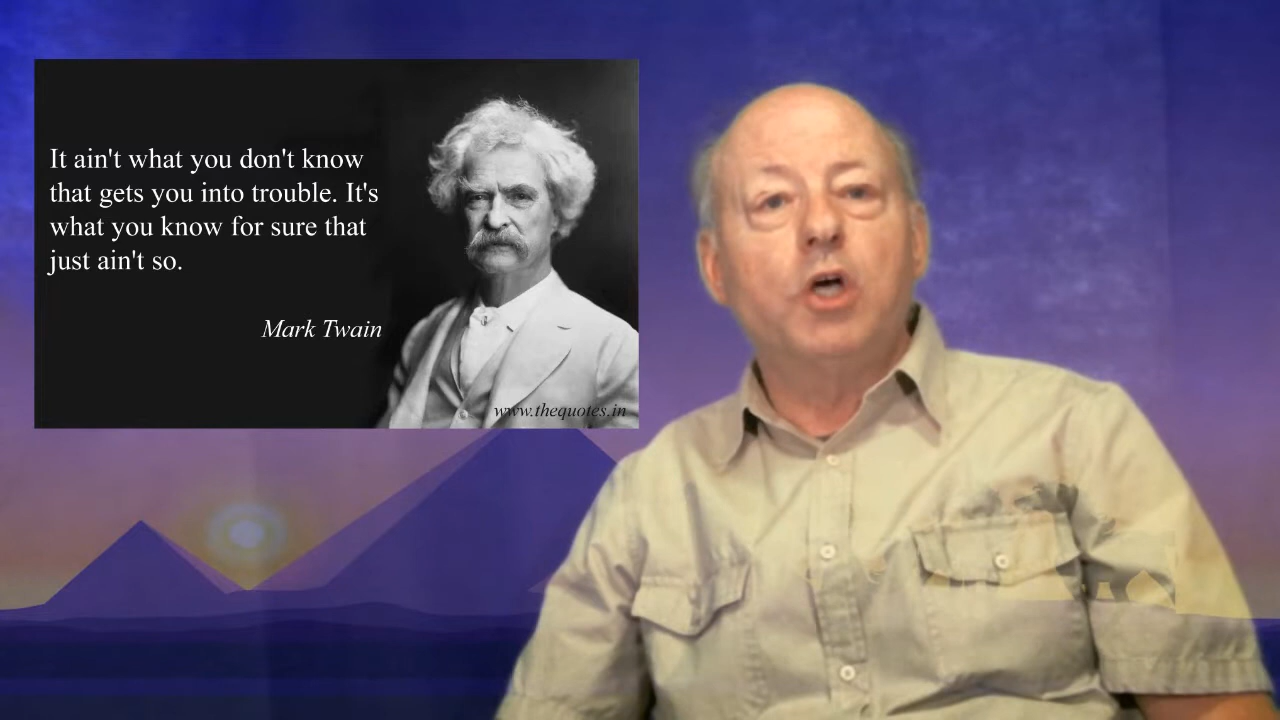 It ain't what you don't know
that gets you into trouble. It's
what you know for sure that
just ain't so.
Mark Twain
www.thequotes.in